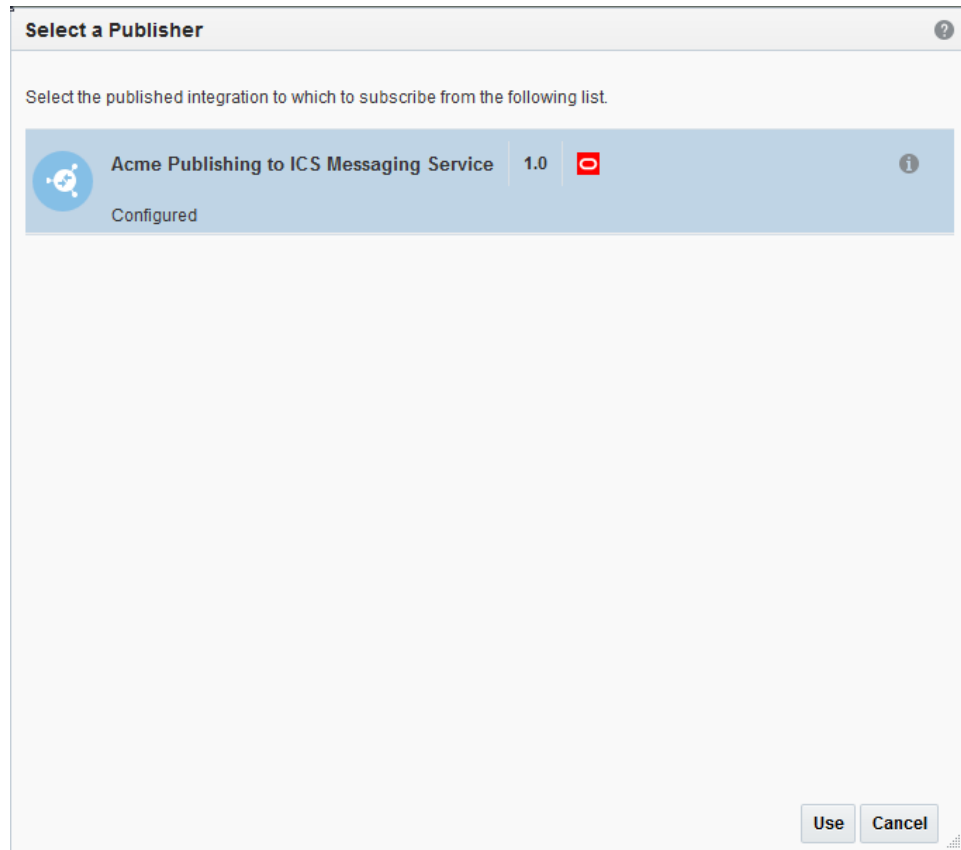 Select a Publisher
Select the published integration to which to subscribe from the following list.
Acme Publishing to ICS Messaging Service 1.0
Configured
Use Cancel